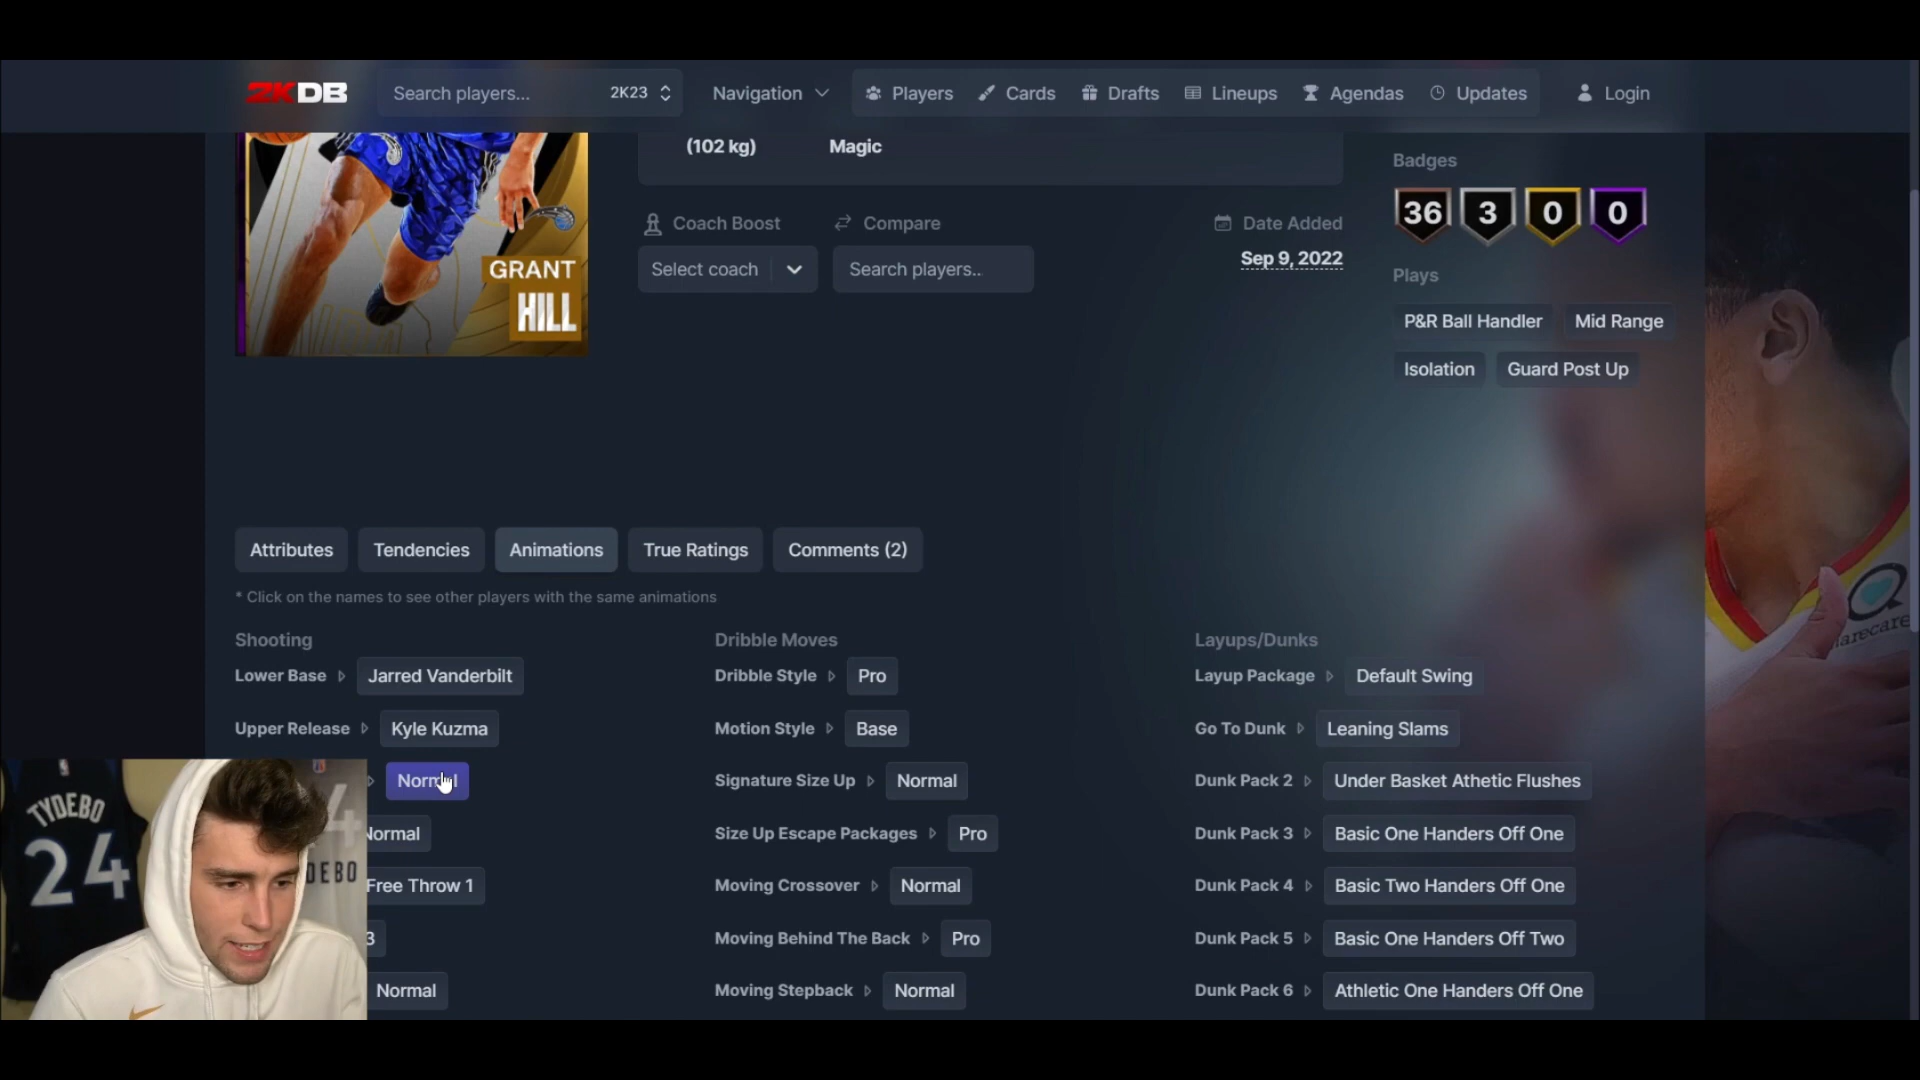 2KDB Search players... 2K23 Navigation Players Cards Drafts Lineups Agendas Updates Login
(102 kg) Magic
Badges
36 3 0 0
Coach Boost Compare Date Added
Select coach Search players.. Sep 9, 2022
GRANT
HILL
Plays
P&R Ball Handler Mid Range
Isolation Guard Post Up
Attributes Tendencies Animations True Ratings Comments (2)
* Click on the names to see other players with the same animations
Shooting Dribble Moves Layups/Dunks
Lower Base Jarred Vanderbilt Dribble Style Pro Layup Package Default Swing
Upper Release Kyle Kuzma Motion Style Base Go To Dunk Leaning Slams
Normal Signature Size Up Normal Dunk Pack 2 Under Basket Athetic Flushes
Normal Size Up Escape Packages Pro Dunk Pack 3 Basic One Handers Off One
Free Throw 1 Moving Crossover Normal Dunk Pack 4 Basic Two Handers Off One
3 Moving Behind The Back Pro Dunk Pack 5 Basic One Handers Off Two
Normal Moving Stepback Normal Dunk Pack 6 Athletic One Handers Off One
TYDEBO
24
4
DEBO
arecare